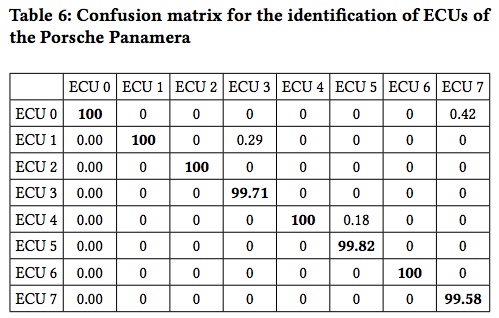 Table 6: Confusion matrix for the identification of ECUs of
the Porsche Panamera
ECU 0 ECU 1 ECU 2 ECU 3 ECU 4 ECU 5 ECU 6 ECU 7
ECU 0 100 0 0 0 0 0 0 0.42
ECU 1 0.00 100 0 0.29 0 0 0 0
ECU 2 0.00 0 100 0 0 0 0 0
ECU 3 0.00 0 0 99.71 0 0 0 0
ECU 4 0.00 0 0 0 100 0.18 0 0
ECU 5 0.00 0 0 0 0 99.82 0 0
ECU 6 0.00 0 0 0 0 0 100 0
ECU 7 0.00 0 0 0 0 0 0 99.58